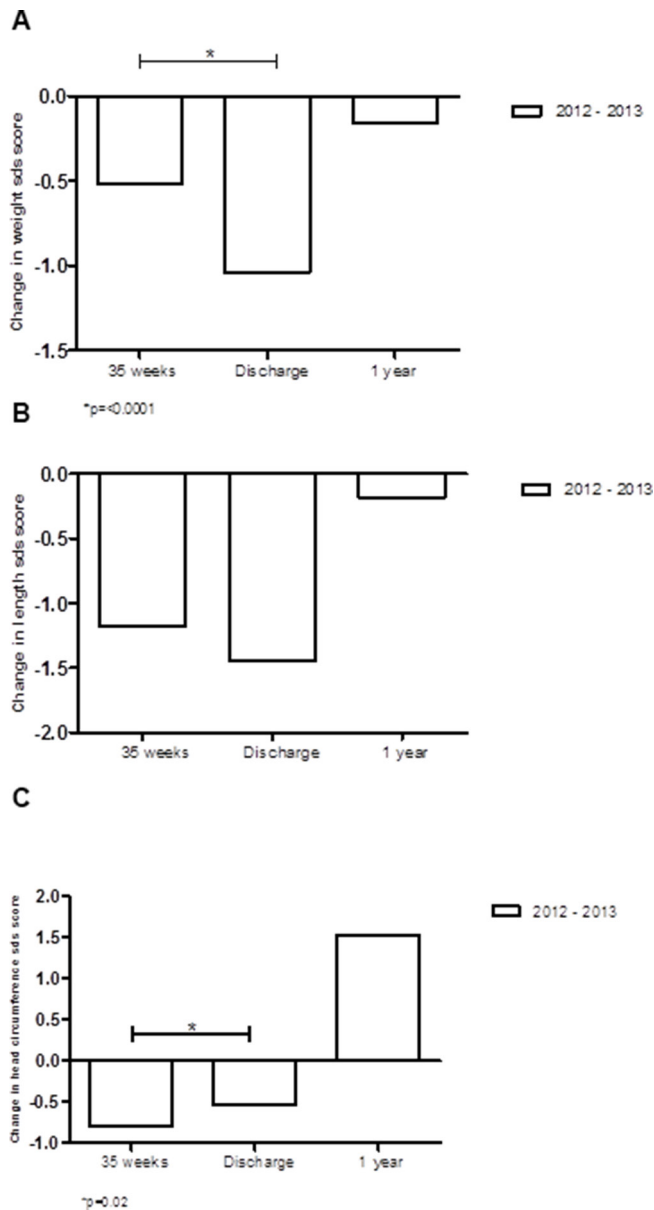 A
*
0.0
2012 - 2013
-0.5
-1.0
-1.5
Change in weight sds score
35 weeks Discharge 1 year
*p=<0.0001
B
0.0
2012 - 2013
-0.5
-1.0
-1.5
-2.0
Change in length sds score
35 weeks Discharge 1 year
C
2.0
2012 - 2013
1.5
1.0
0.5
*
0.0
-0.5
-1.0
Change in head circumference sds score
35 weeks Discharge 1 year
*p=0.02